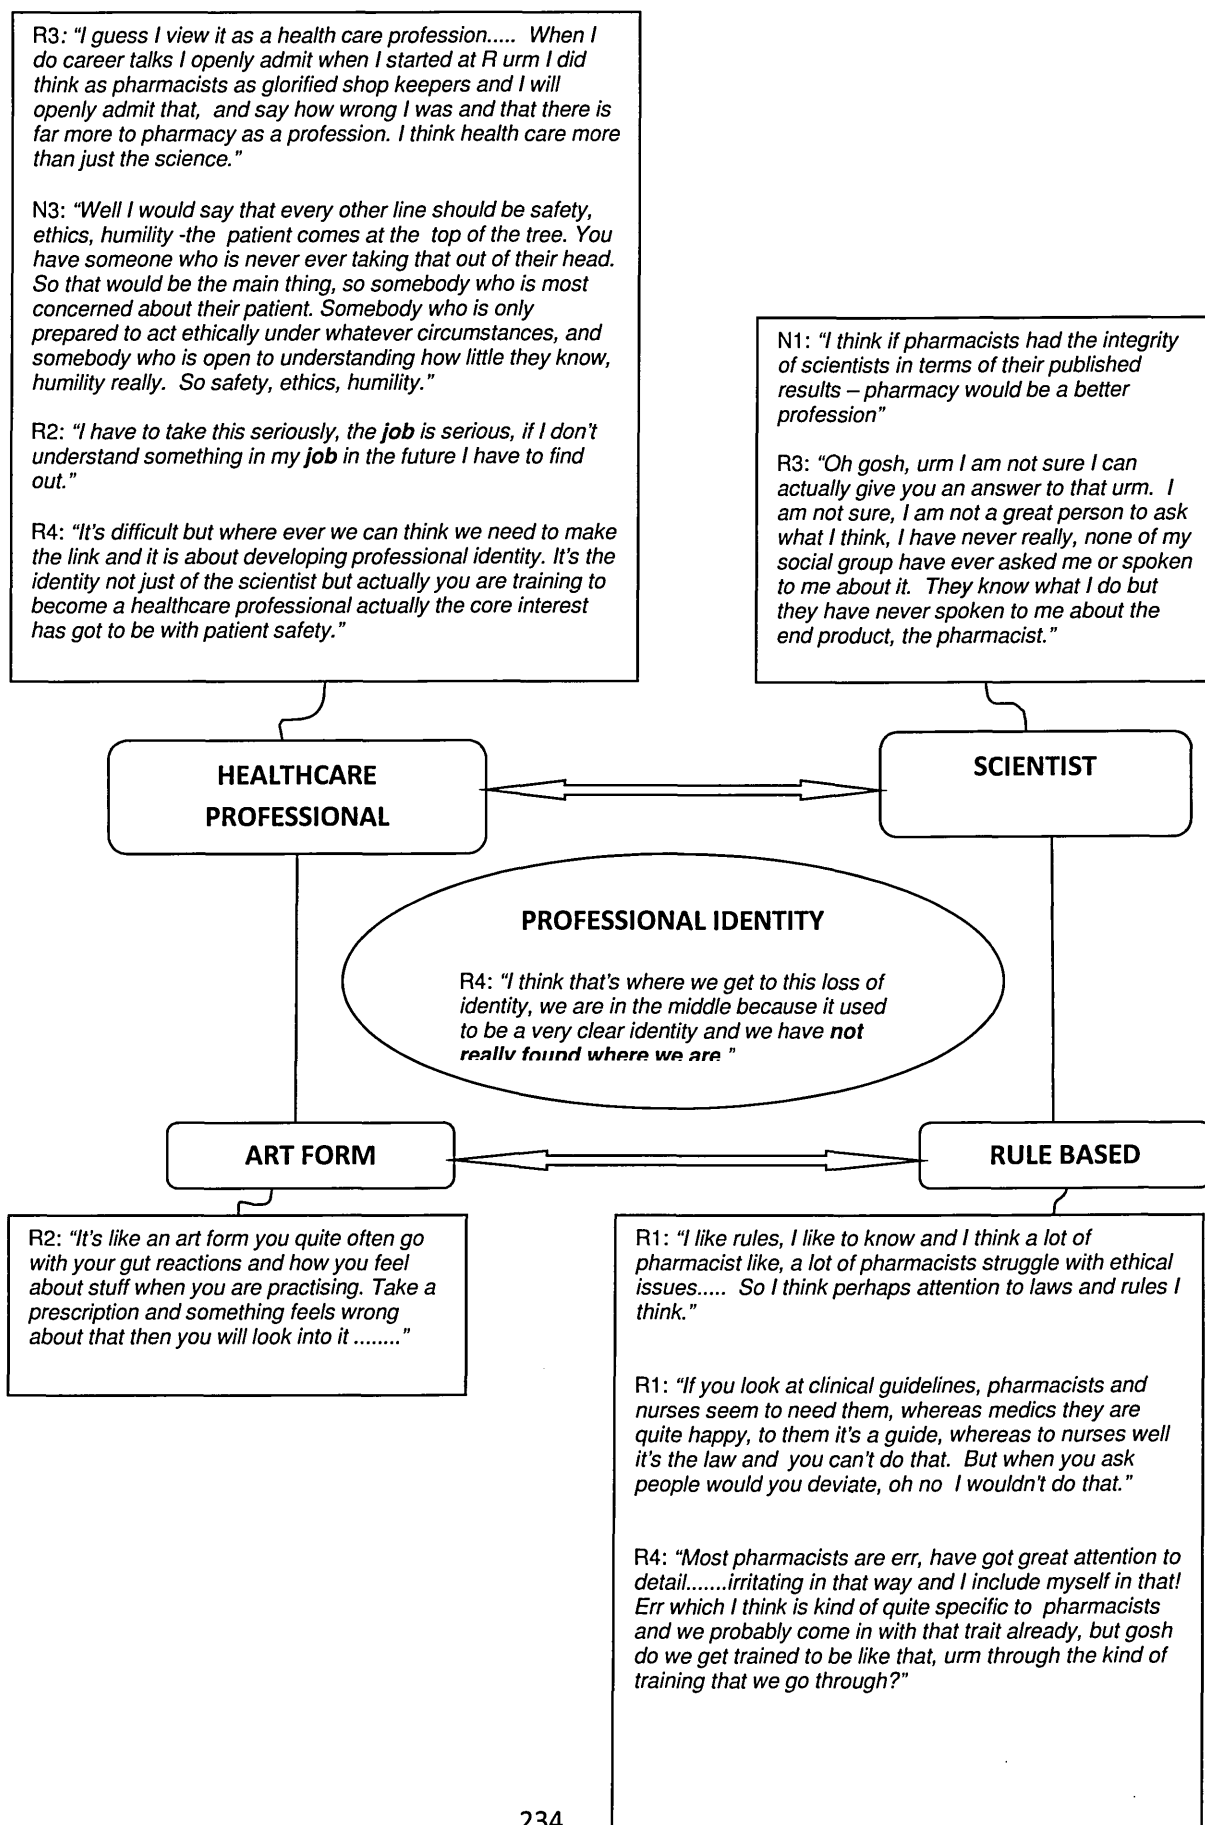 R3: "I guess I view it as a health care profession..... When I
do career talks I openly admit when I started at R urm I did
think as pharmacists as glorified shop keepers and I will
openly admit that, and say how wrong I was and that there is
far more to pharmacy as a profession. I think health care more
than just the science."
N3: "Well I would say that every other line should be safety,
ethics, humility -the patient comes at the top of the tree. You
have someone who is never ever taking that out of their head.
So that would be the main thing, so somebody who is most
concerned about their patient. Somebody who is only
prepared to act ethically under whatever circumstances, and
somebody who is open to understanding how little they know,
humility really. So safety, ethics, humility."
R2: "I have to take this seriously, the job is serious, if I don't
understand something in my job in the future I have to find
out."
R4: "It's difficult but where ever we can think we need to make
the link and it is about developing professional identity. It's the
identity not just of the scientist but actually you are training to
become a healthcare professional actually the core interest
has got to be with patient safety."
N1: "I think if pharmacists had the integrity
of scientists in terms of their published
results – pharmacy would be a better
profession"
R3: "Oh gosh, urm I am not sure I can
actually give you an answer to that urm. I
am not sure, I am not a great person to ask
what I think, I have never really, none of my
social group have ever asked me or spoken
to me about it. They know what I do but
they have never spoken to me about the
end product, the pharmacist."
HEALTHCARE
PROFESSIONAL
SCIENTIST
PROFESSIONAL IDENTITY
R4: "I think that's where we get to this loss of
identity, we are in the middle because it used
to be a very clear identity and we have not
really found where we are."
ART FORM
RULE BASED
R2: "It's like an art form you quite often go
with your gut reactions and how you feel
about stuff when you are practising. Take a
prescription and something feels wrong
about that then you will look into it ........"
R1: "I like rules, I like to know and I think a lot of
pharmacist like, a lot of pharmacists struggle with ethical
issues..... So I think perhaps attention to laws and rules I
think."
R1: "If you look at clinical guidelines, pharmacists and
nurses seem to need them, whereas medics they are
quite happy, to them it's a guide, whereas to nurses well
it's the law and you can't do that. But when you ask
people would you deviate, oh no I wouldn't do that."
R4: "Most pharmacists are err, have got great attention to
detail.......irritating in that way and I include myself in that!
Err which I think is kind of quite specific to pharmacists
and we probably come in with that trait already, but gosh
do we get trained to be like that, urm through the kind of
training that we go through?"
234